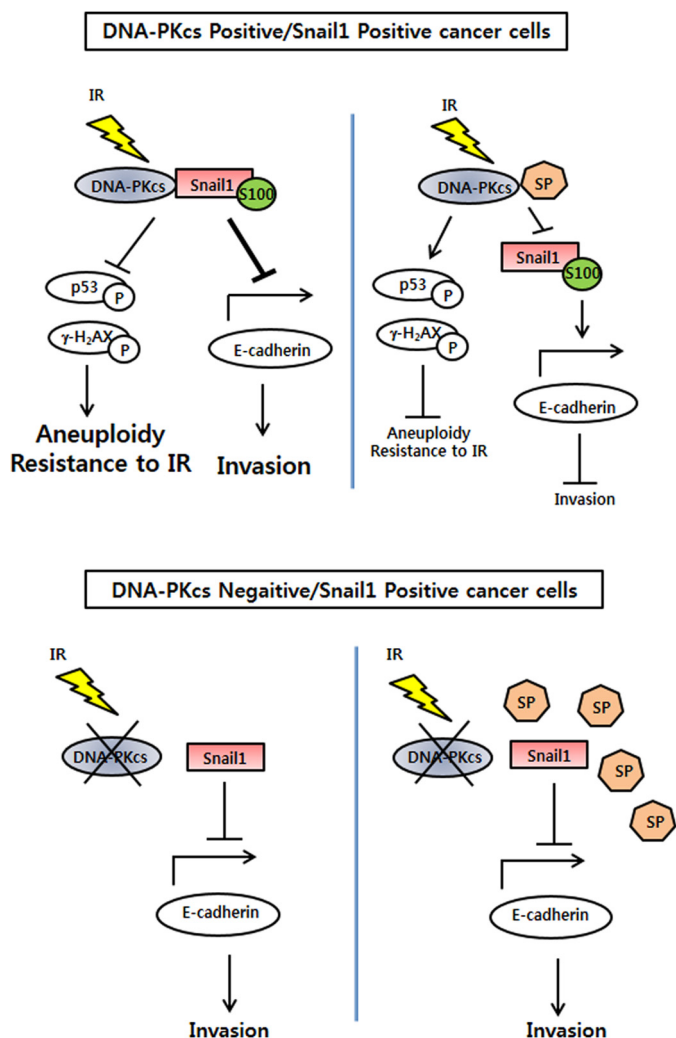 DNA-PKcs Positive/Snail1 Positive cancer cells
IR
DNA-PKcs
Snail1
S100
p53
P
γ-H₂AX
P
E-cadherin
Aneuploidy
Resistance to IR
Invasion
IR
DNA-PKcs
SP
Snail1
S100
p53
P
γ-H₂AX
P
E-cadherin
Aneuploidy
Resistance to IR
Invasion
DNA-PKcs Negaitive/Snail1 Positive cancer cells
IR
DNA-PKcs
Snail1
E-cadherin
Invasion
IR
DNA-PKcs
Snail1
SP
SP
SP
SP
E-cadherin
Invasion